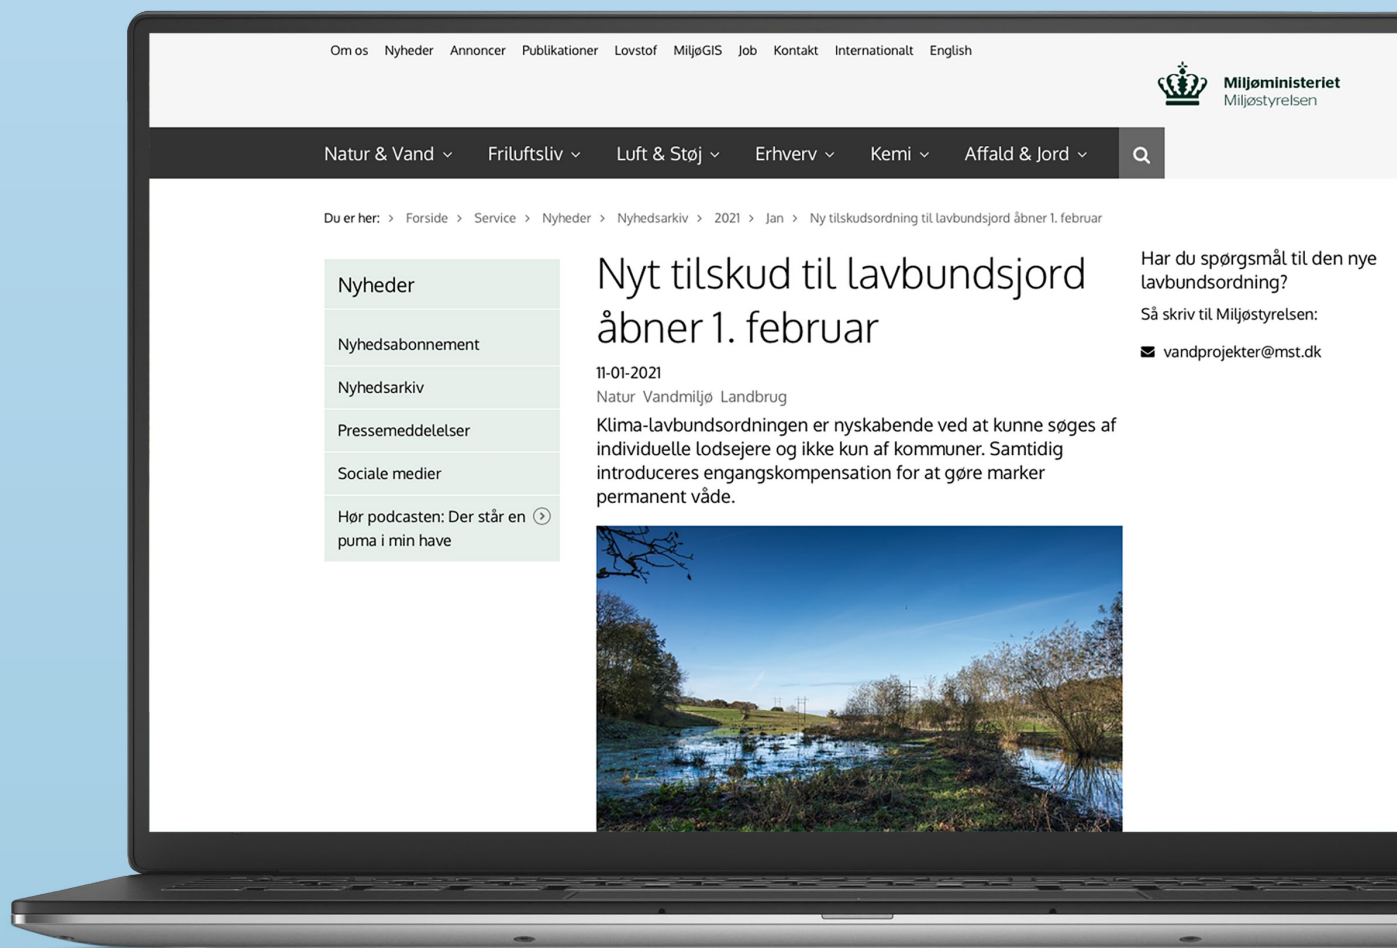 Om os Nyheder Annoncer Publikationer Lovstof MiljøGIS Job Kontakt Internationalt English
Miljøministeriet
Miljøstyrelsen
Natur & Vand Friluftsliv Luft & Støj Erhverv Kemi Affald & Jord
Du er her: > Forside > Service > Nyheder > Nyhedsarkiv > 2021 > Jan > Ny tilskudsordning til lavbundsjord åbner 1. februar
Nyheder
Nyhedsabonnement
Nyhedsarkiv
Pressemeddelelser
Sociale medier
Hør podcasten: Der står en
puma i min have
Nyt tilskud til lavbundsjord
åbner 1. februar
11-01-2021
Natur Vandmiljø Landbrug
Klima-lavbundsordningen er nyskabende ved at kunne søges af
individuelle lodsejere og ikke kun af kommuner. Samtidig
introduceres engangskompensation for at gøre marker
permanent våde.
Har du spørgsmål til den nye
lavbundsordning?
Så skriv til Miljøstyrelsen:
vandprojekter@mst.dk